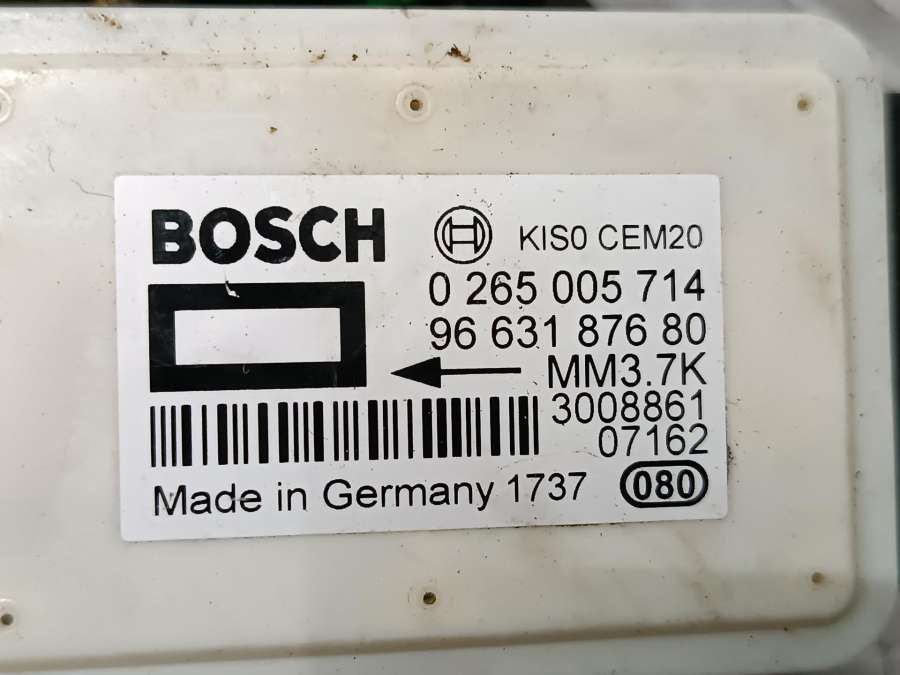 BOSCH
KIS0 CEM20
0 265 005 714
96 631 876 80
MM3.7K
3008861
07162
Made in Germany 1737
080